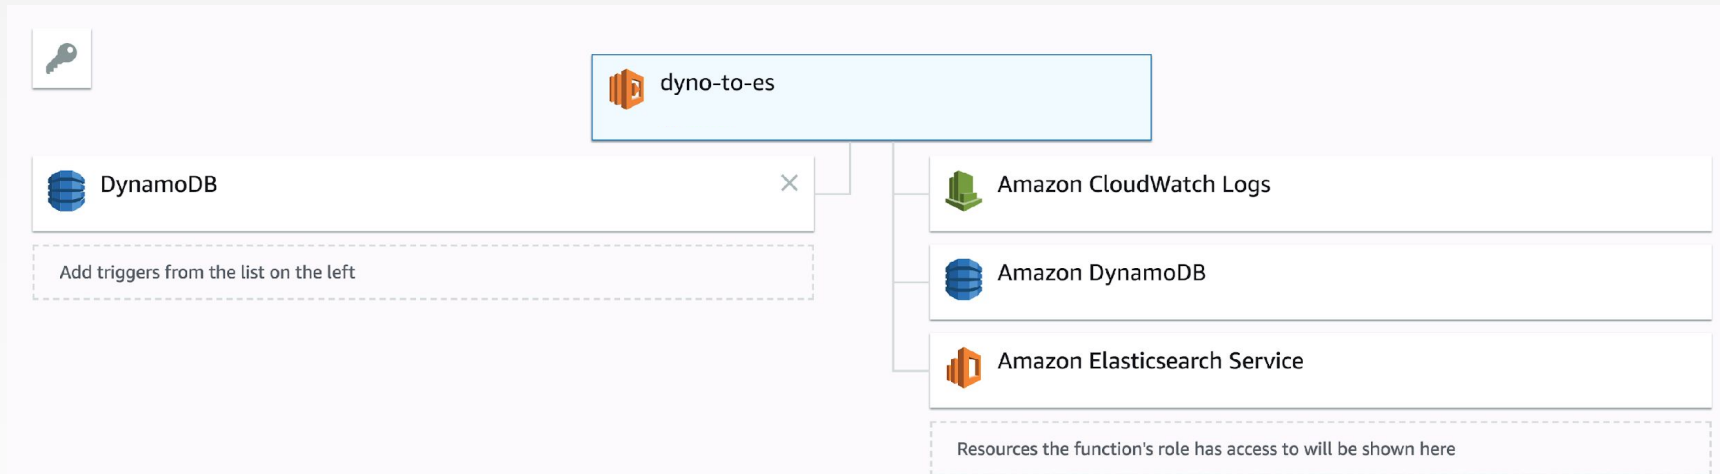 dyno-to-es
DynamoDB
Add triggers from the list on the left
Amazon CloudWatch Logs
Amazon DynamoDB
Amazon Elasticsearch Service
Resources the function's role has access to will be shown here